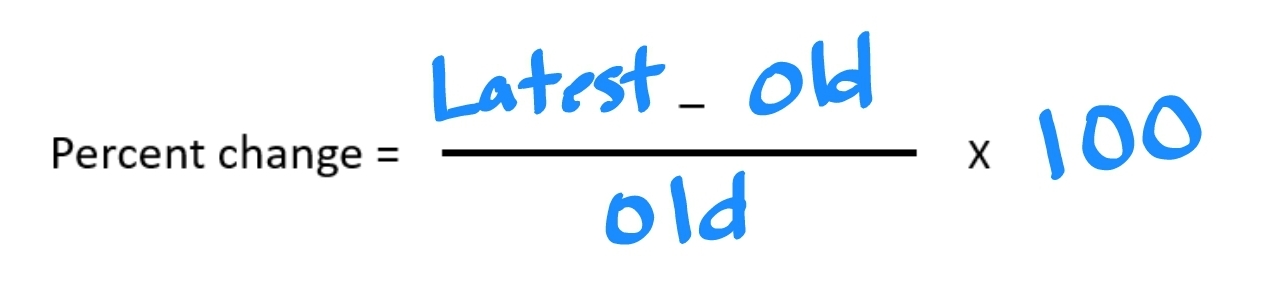 Latest - old
Percent change = x 100
old